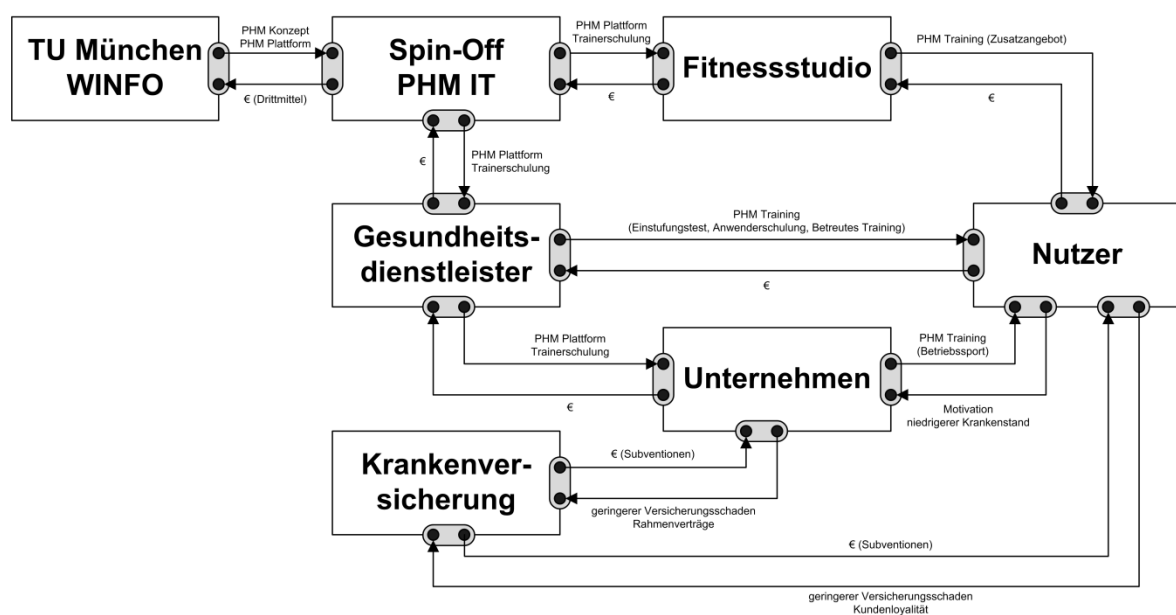 TU München
WINFO
PHM Konzept
PHM Plattform
€ (Drittmittel)
Spin-Off
PHM IT
PHM Plattform
Trainerschulung
€
Fitnessstudio
PHM Training (Zusatzangebot)
€
€
PHM Plattform
Trainerschulung
Gesundheits-
dienstleister
PHM Training
(Einstufungstest, Anwenderschulung, Betreutes Training)
€
Nutzer
PHM Plattform
Trainerschulung
€
Unternehmen
PHM Training
(Betriebssport)
Motivation
niedrigerer Krankenstand
Krankenver-
sicherung
€ (Subventionen)
geringerer Versicherungsschaden
Rahmenverträge
€ (Subventionen)
geringerer Versicherungsschaden
Kundenloyalität